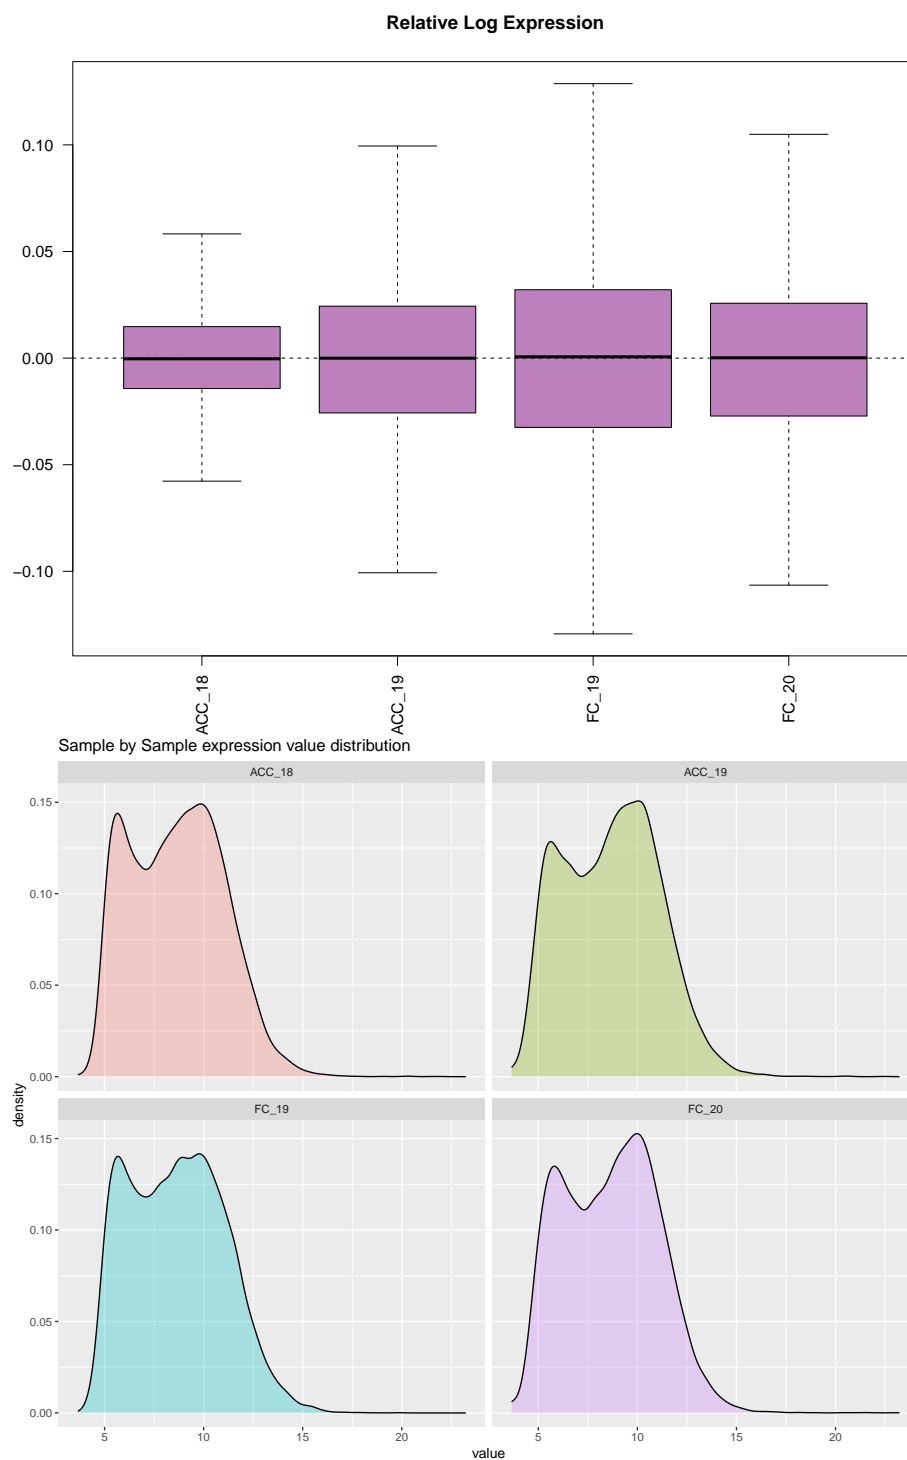 Relative Log Expression
0.10
0.05
0.00
−0.05
−0.10
ACC_18
ACC_19
FC_19
FC_20
Sample by Sample expression value distribution
ACC_18
ACC_19
0.15
0.10
0.05
0.00
density
FC_19
FC_20
0.15
0.10
0.05
0.00
5
10
15
20
5
10
15
20
value